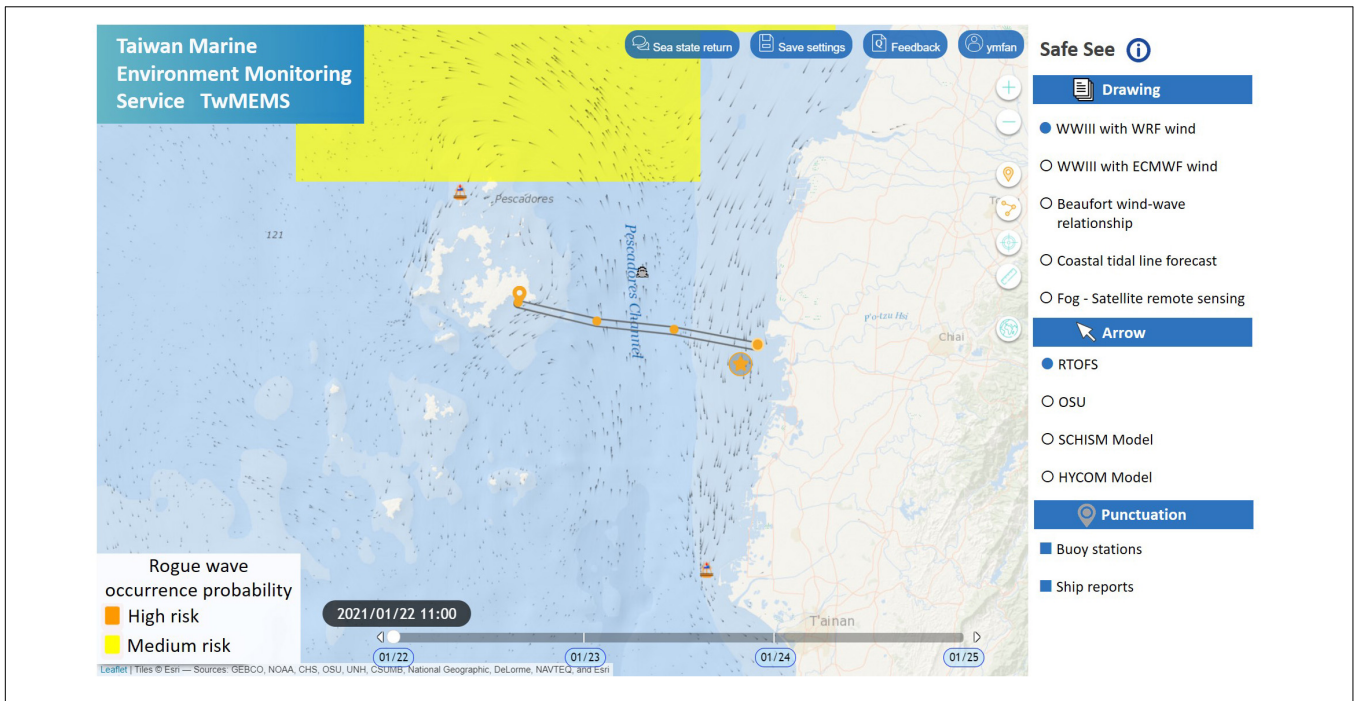 Taiwan Marine
Environment Monitoring
Service TwMEMS
Sea state return
Save settings
Feedback
ymfan
Pescadores
121
Pescadores Channel
P'o-tzu Hsi
Chiai
T'ainan
Rogue wave
occurrence probability
High risk
Medium risk
2021/01/22 11:00
01/22
01/23
01/24
01/25
Leaflet | Tiles © Esri — Sources: GEBCO, NOAA, CHS, OSU, UNH, CSUMB, National Geographic, DeLorme, NAVTEQ, and Esri
Safe See
Drawing
WWIII with WRF wind
WWIII with ECMWF wind
Beaufort wind-wave
relationship
Coastal tidal line forecast
Fog - Satellite remote sensing
Arrow
RTOFS
OSU
SCHISM Model
HYCOM Model
Punctuation
Buoy stations
Ship reports